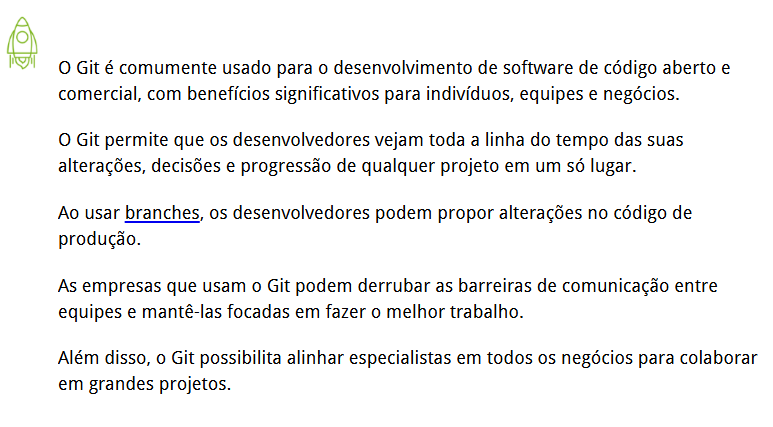 O Git é comumente usado para o desenvolvimento de software de código aberto e
comercial, com benefícios significativos para indivíduos, equipes e negócios.
O Git permite que os desenvolvedores vejam toda a linha do tempo das suas
alterações, decisões e progressão de qualquer projeto em um só lugar.
Ao usar branches, os desenvolvedores podem propor alterações no código de
produção.
As empresas que usam o Git podem derrubar as barreiras de comunicação entre
equipes e mantê-las focadas em fazer o melhor trabalho.
Além disso, o Git possibilita alinhar especialistas em todos os negócios para colaborar
em grandes projetos.